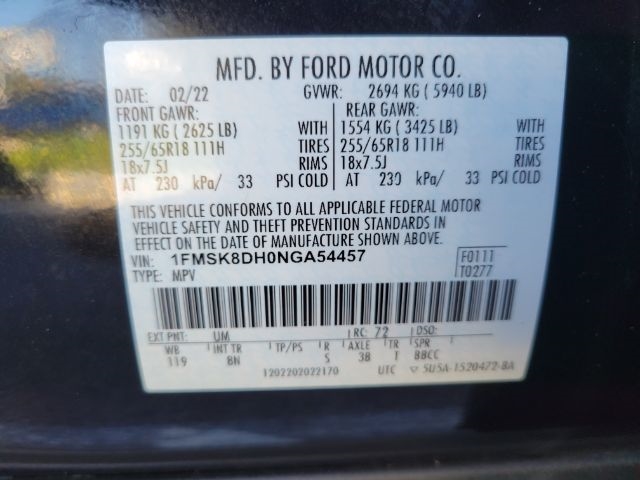 MFD. BY FORD MOTOR CO.
DATE: 02/22 GVWR: 2694 KG ( 5940 LB)
FRONT GAWR: REAR GAWR:
1191 KG ( 2625 LB) WITH 1554 KG ( 3425 LB) WITH
255/65R18 111H TIRES 255/65R18 111H TIRES
18x7.5J RIMS 18x7.5J RIMS
AT 230 kPa/ 33 PSI COLD AT 230 kPa/ 33 PSI COLD
THIS VEHICLE CONFORMS TO ALL APPLICABLE FEDERAL MOTOR
VEHICLE SAFETY AND THEFT PREVENTION STANDARDS IN
EFFECT ON THE DATE OF MANUFACTURE SHOWN ABOVE.
VIN: 1FMSK8DH0NGA54457 F0111
TYPE: MPV T0277
EXT PNT: UM RC: 72 DSO:
WB INT TR TP/PS R AXLE TR SPR
119 8N S 38 T BBCC
1202202022170 UTC ▽ 5U5A-1520472-BA